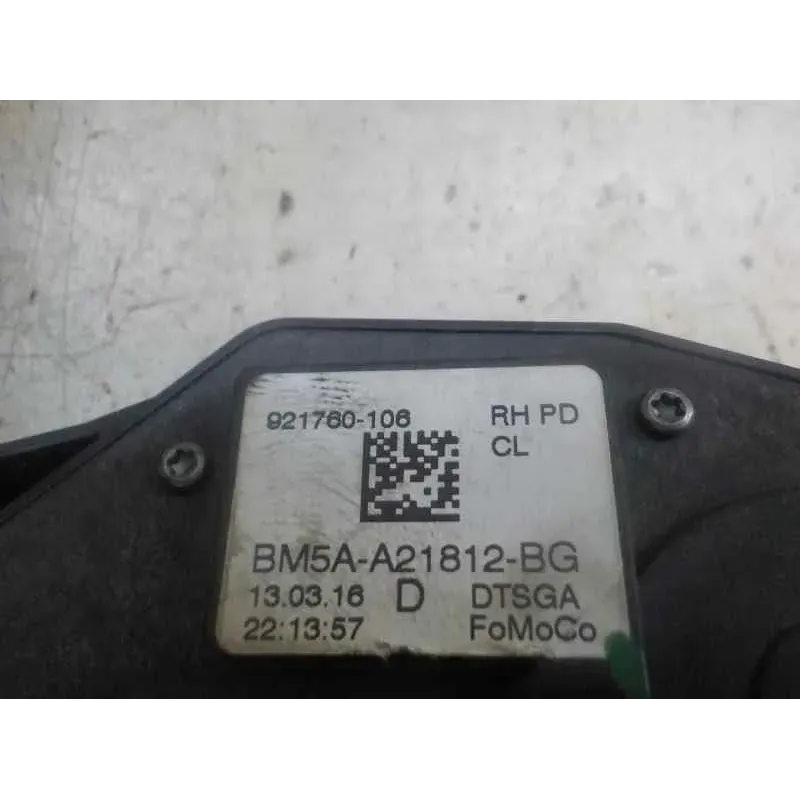 921760-106 RH PD
CL
BM5A-A21812-BG
13.03.16 D DTSGA
22:13:57 FoMoCo